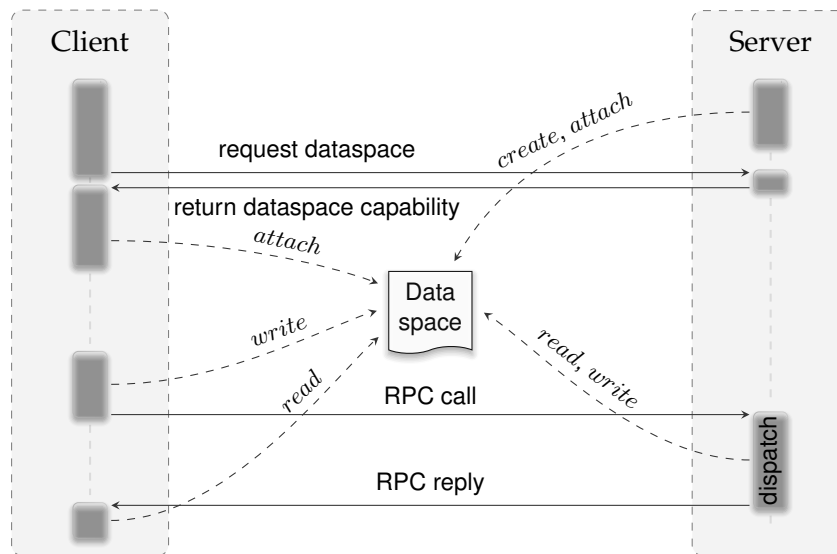 Client
Server
create, attach
request dataspace
return dataspace capability
attach
Data
space
write
read, write
read
RPC call
dispatch
RPC reply